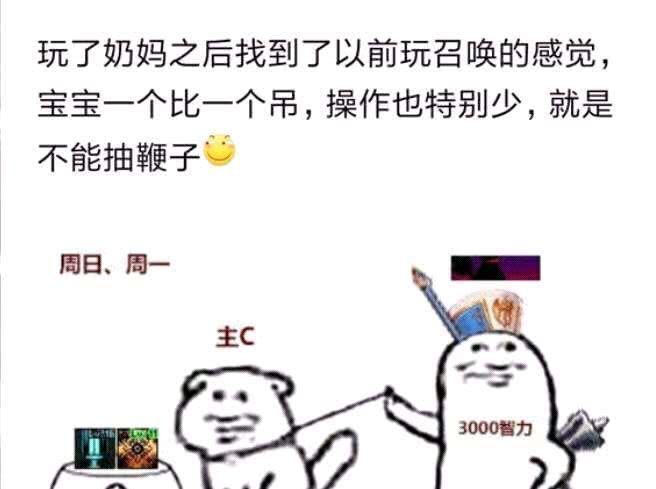 玩了奶妈之后找到了以前玩召唤的感觉，
宝宝一个比一个吊，操作也特别少，就是
不能抽鞭子
周日、周一
主C
3000智力